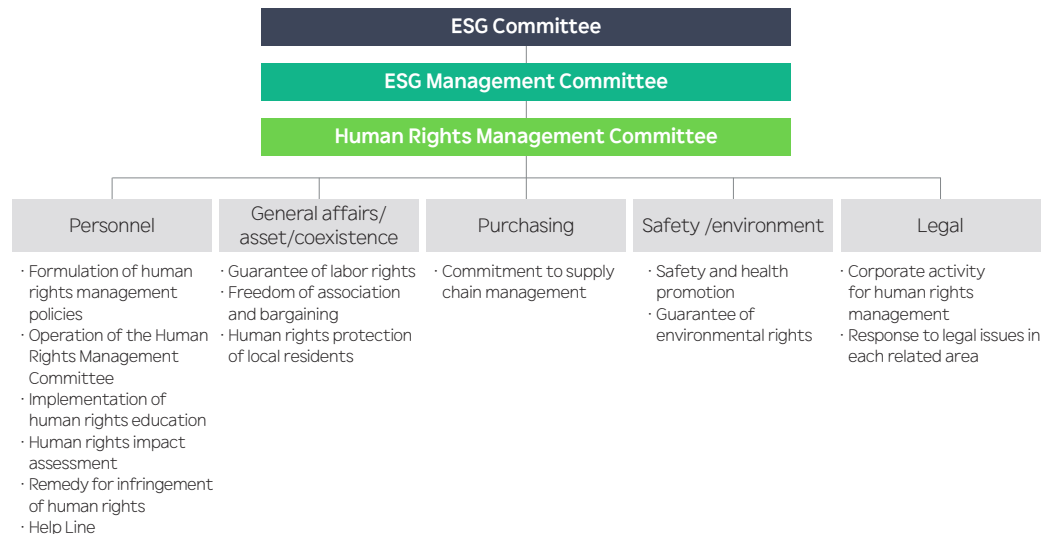 ESG Committee
ESG Management Committee
Human Rights Management Committee
Personnel
· Formulation of human
rights management
policies
· Operation of the Human
Rights Management
Committee
· Implementation of
human rights education
· Human rights impact
assessment
· Remedy for infringement
of human rights
· Help Line
General affairs/
asset/coexistence
· Guarantee of labor rights
· Freedom of association
and bargaining
· Human rights protection
of local residents
Purchasing
· Commitment to supply
chain management
Safety /environment
· Safety and health
promotion
· Guarantee of
environmental rights
Legal
· Corporate activity
for human rights
management
· Response to legal issues in
each related area